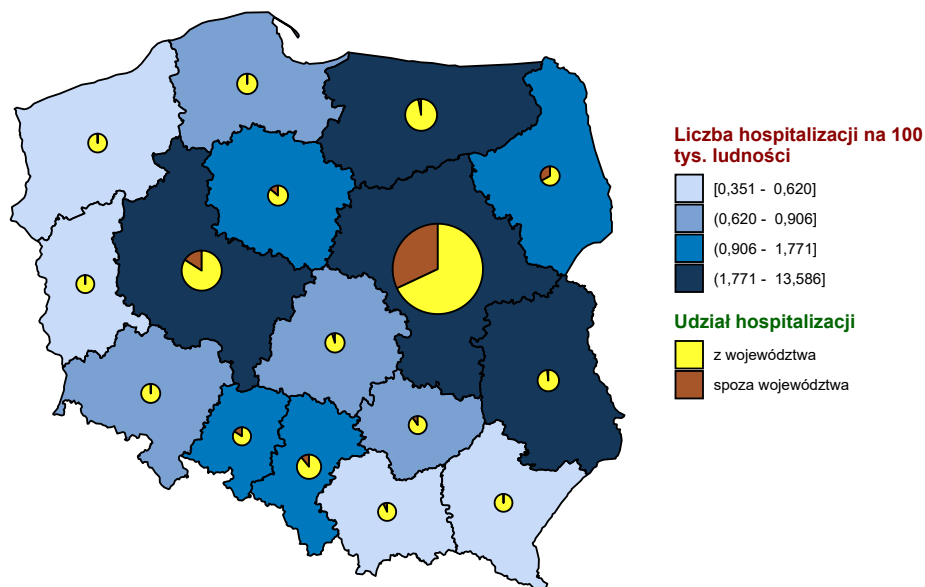 Liczba hospitalizacji na 100
tys. ludności
[0,351 - 0,620]
(0,620 - 0,906]
(0,906 - 1,771]
(1,771 - 13,586]
Udział hospitalizacji
z województwa
spoza województwa